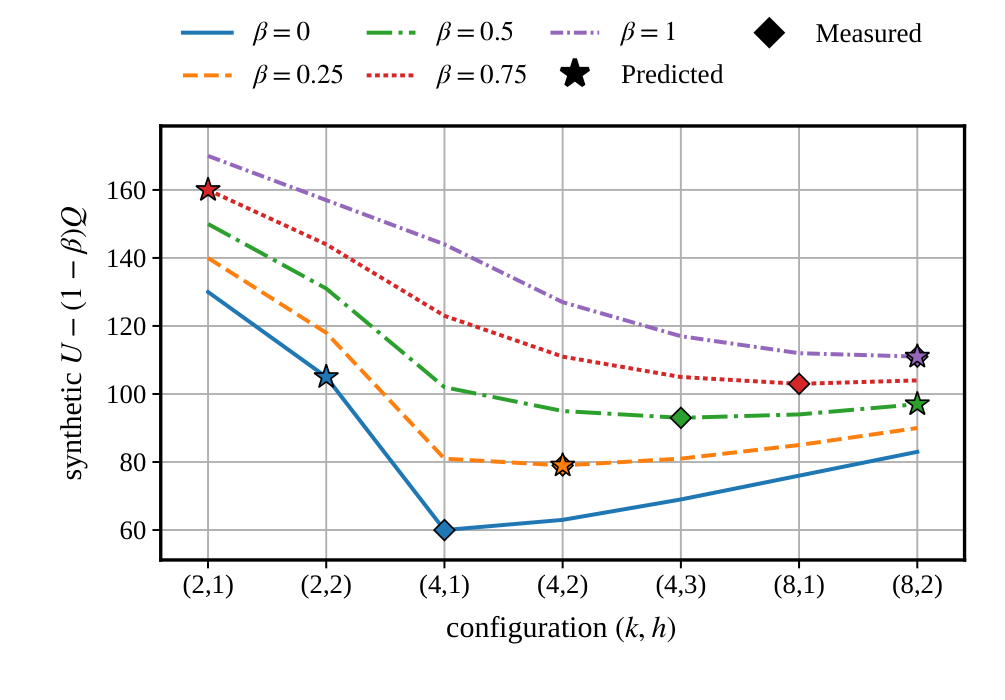 β = 0
β = 0.5
β = 1
Measured
β = 0.25
β = 0.75
Predicted
synthetic U − (1 − β)Q
160
140
120
100
80
60
(2,1) (2,2) (4,1) (4,2) (4,3) (8,1) (8,2)
configuration (k, h)